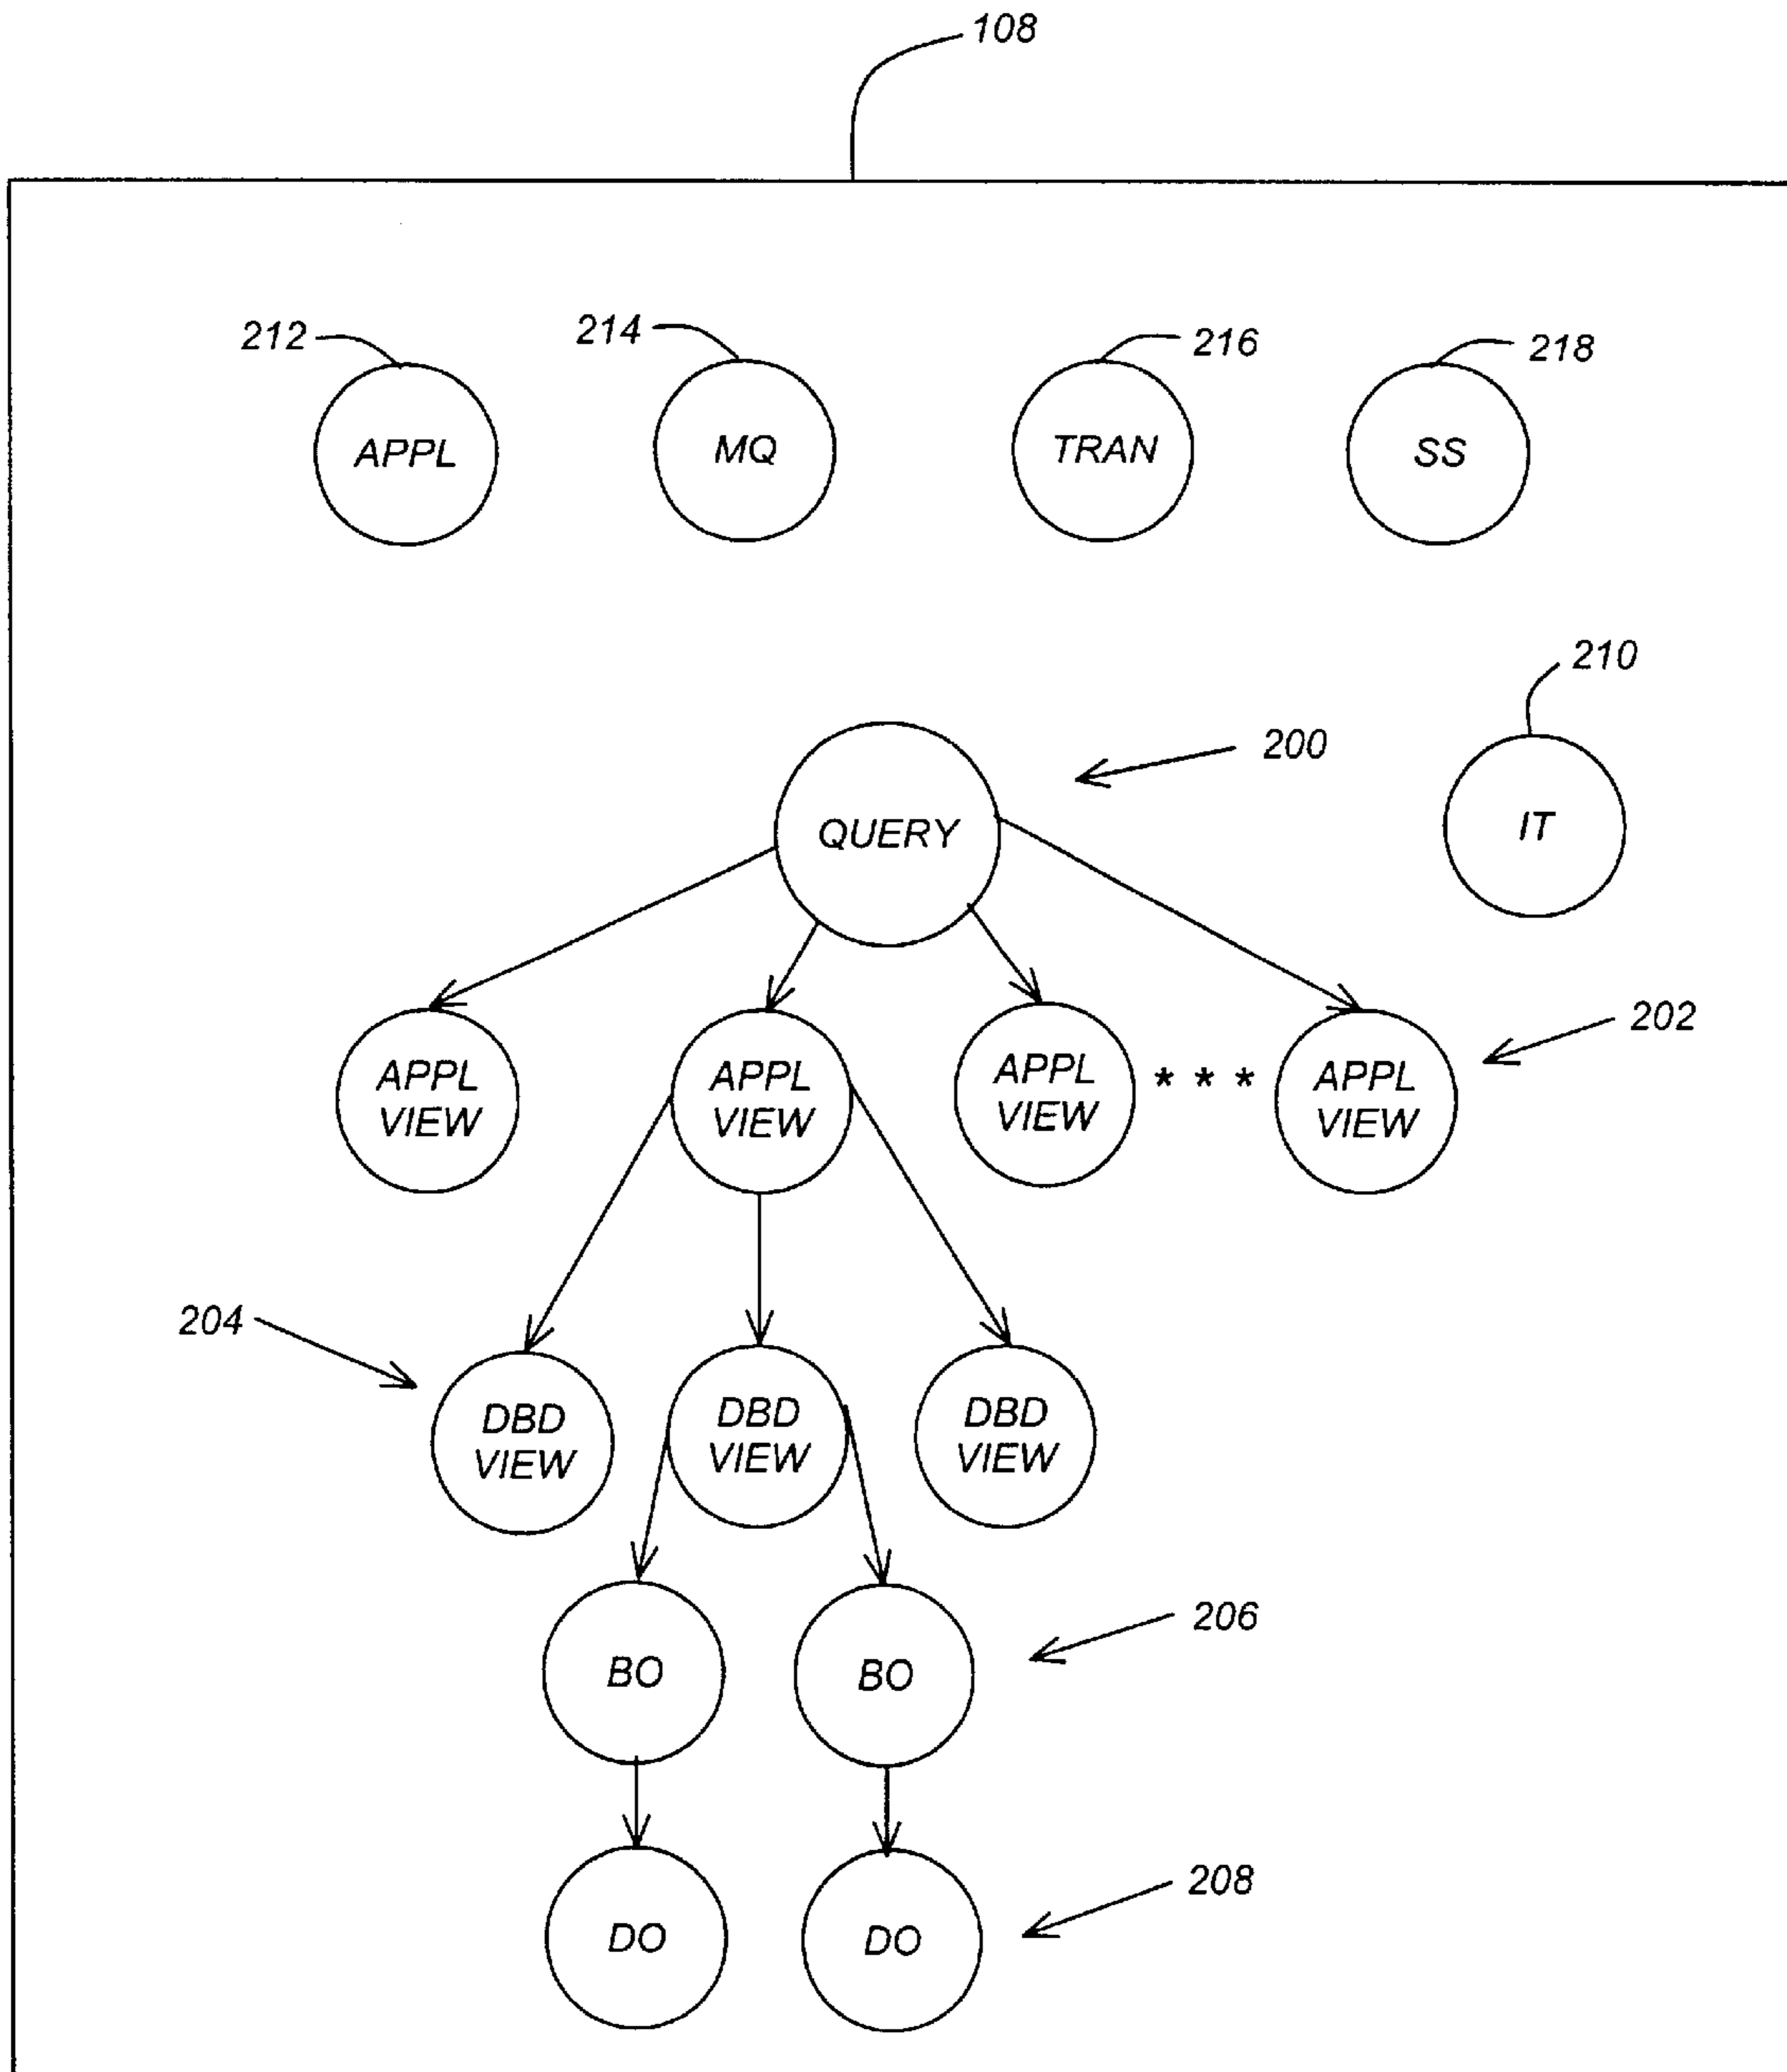 108
212
214
216
218
APPL
MQ
TRAN
SS
210
200
QUERY
IT
202
APPL
VIEW
APPL
VIEW
APPL
VIEW
* * *
APPL
VIEW
204
DBD
VIEW
DBD
VIEW
DBD
VIEW
206
BO
BO
208
DO
DO